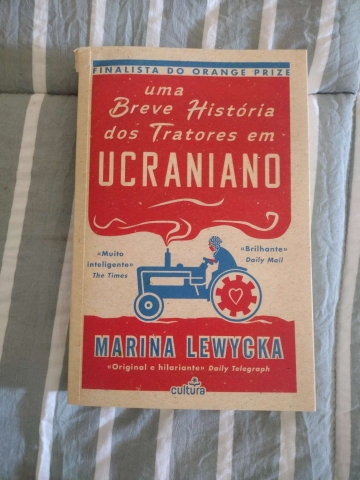 FINALISTA DO ORANGE PRIZE
uma
Breve História
dos Tratores em
UCRANIANO
«Muito
inteligente»
The Times
«Brilhante»
Daily Mail
MARINA LEWYCKA
«Original e hilariante» Daily Telegraph
cultura